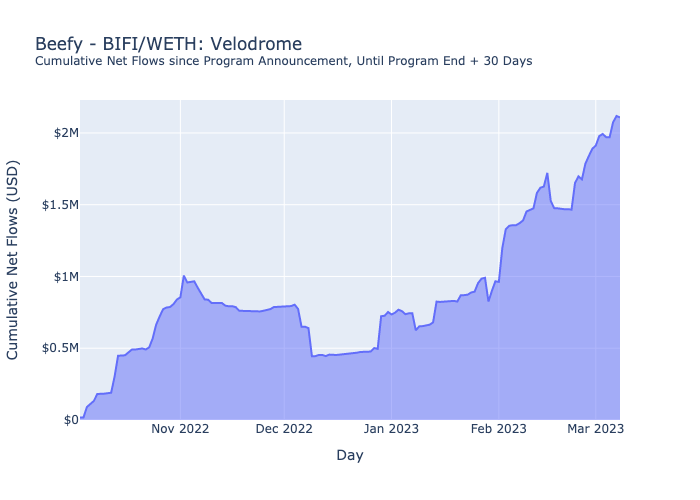 Beefy - BIFI/WETH: Velodrome
Cumulative Net Flows since Program Announcement, Until Program End + 30 Days
Cumulative Net Flows (USD)
$2M
$1.5M
$1M
$0.5M
$0
Nov 2022 Dec 2022 Jan 2023 Feb 2023 Mar 2023
Day